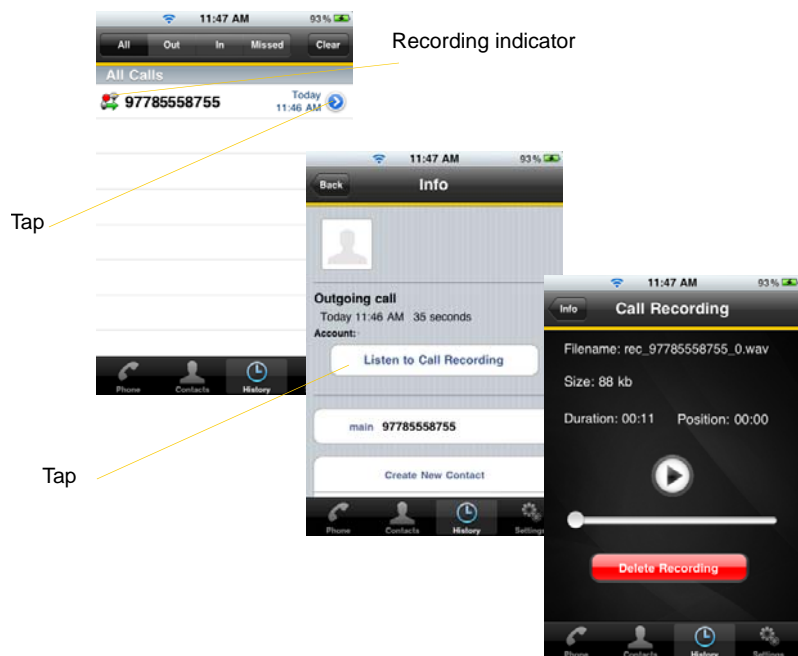 11:47 AM 93%
All Out In Missed Clear
All Calls
97785558755 Today
11:46 AM
Phone Contacts History
Recording indicator
Tap
11:47 AM 93%
Back Info
Outgoing call
Today 11:46 AM 35 seconds
Account:
Listen to Call Recording
main 97785558755
Create New Contact
Phone Contacts History Settings
Tap
11:47 AM 93%
Info Call Recording
Filename: rec_97785558755_0.wav
Size: 88 kb
Duration: 00:11 Position: 00:00
Delete Recording
Phone Contacts History Settings